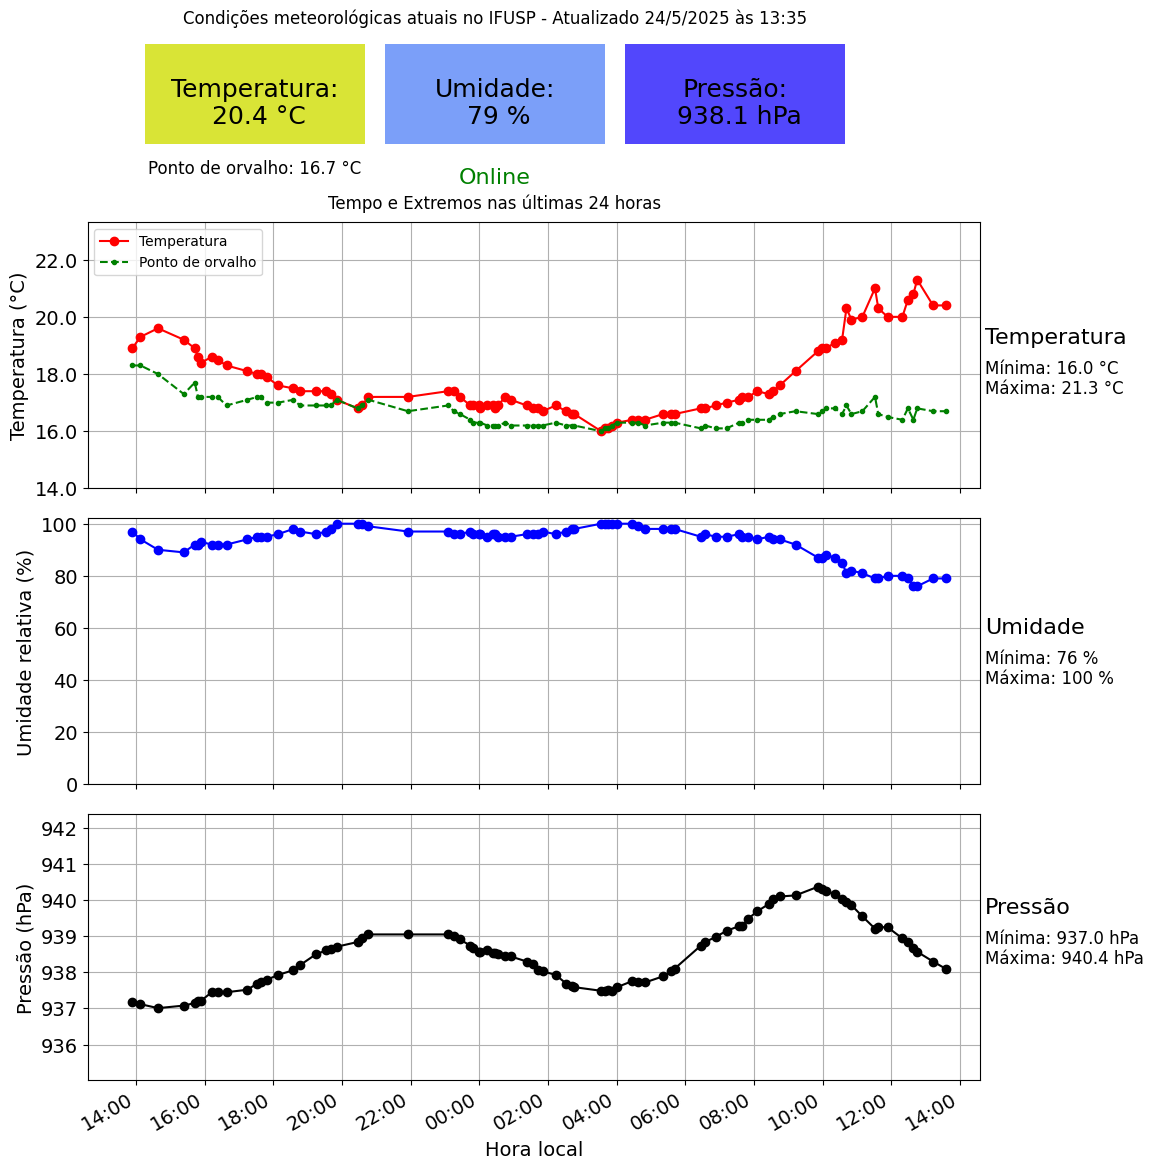 Condições meteorológicas atuais no IFUSP - Atualizado 24/5/2025 às 13:35
Temperatura:
20.4 °C
Umidade:
79 %
Pressão:
938.1 hPa
Ponto de orvalho: 16.7 °C
Online
Tempo e Extremos nas últimas 24 horas
Temperatura
Ponto de orvalho
Temperatura (°C)
22.0
20.0
18.0
16.0
14.0
Temperatura
Mínima: 16.0 °C
Máxima: 21.3 °C
Umidade relativa (%)
100
80
60
40
20
0
Umidade
Mínima: 76 %
Máxima: 100 %
Pressão (hPa)
942
941
940
939
938
937
936
Pressão
Mínima: 937.0 hPa
Máxima: 940.4 hPa
14:00 16:00 18:00 20:00 22:00 00:00 02:00 04:00 06:00 08:00 10:00 12:00 14:00
Hora local